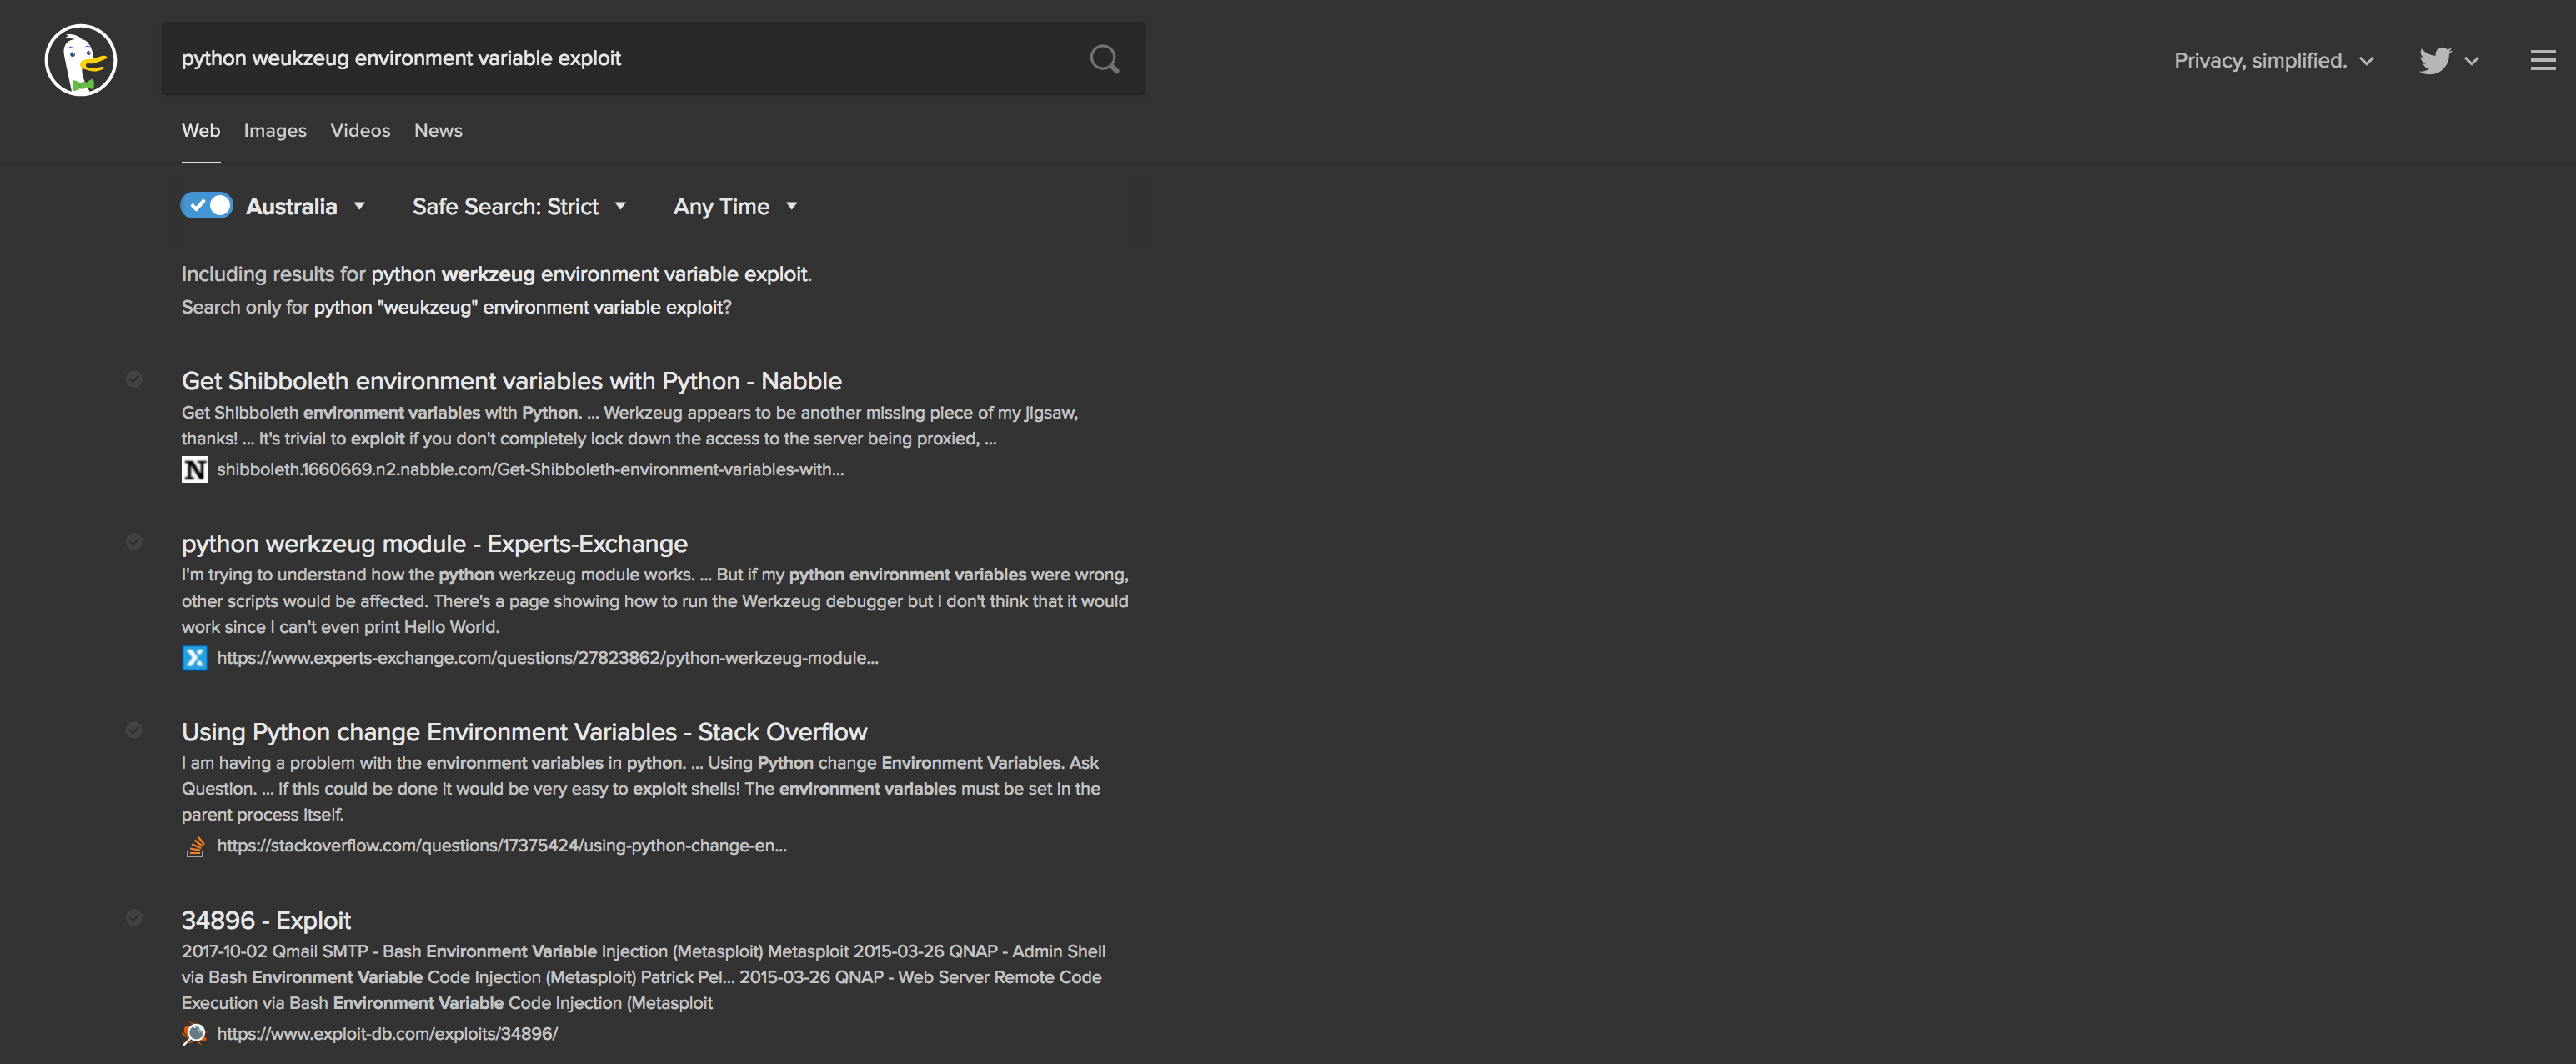 python weukzeug environment variable exploit
Privacy, simplified.
Web Images Videos News
Australia Safe Search: Strict Any Time
Including results for python werkzeug environment variable exploit.
Search only for python "weukzeug" environment variable exploit?
Get Shibboleth environment variables with Python - Nabble
Get Shibboleth environment variables with Python. ... Werkzeug appears to be another missing piece of my jigsaw,
thanks! ... It's trivial to exploit if you don't completely lock down the access to the server being proxied, ...
N shibboleth.1660669.n2.nabble.com/Get-Shibboleth-environment-variables-with...
python werkzeug module - Experts-Exchange
I'm trying to understand how the python werkzeug module works. ... But if my python environment variables were wrong,
other scripts would be affected. There's a page showing how to run the Werkzeug debugger but I don't think that it would
work since I can't even print Hello World.
https://www.experts-exchange.com/questions/27823862/python-werkzeug-module...
Using Python change Environment Variables - Stack Overflow
I am having a problem with the environment variables in python. ... Using Python change Environment Variables. Ask
Question. ... if this could be done it would be very easy to exploit shells! The environment variables must be set in the
parent process itself.
https://stackoverflow.com/questions/17375424/using-python-change-en...
34896 - Exploit
2017-10-02 Qmail SMTP - Bash Environment Variable Injection (Metasploit) Metasploit 2015-03-26 QNAP - Admin Shell
via Bash Environment Variable Code Injection (Metasploit) Patrick Pel... 2015-03-26 QNAP - Web Server Remote Code
Execution via Bash Environment Variable Code Injection (Metasploit
https://www.exploit-db.com/exploits/34896/